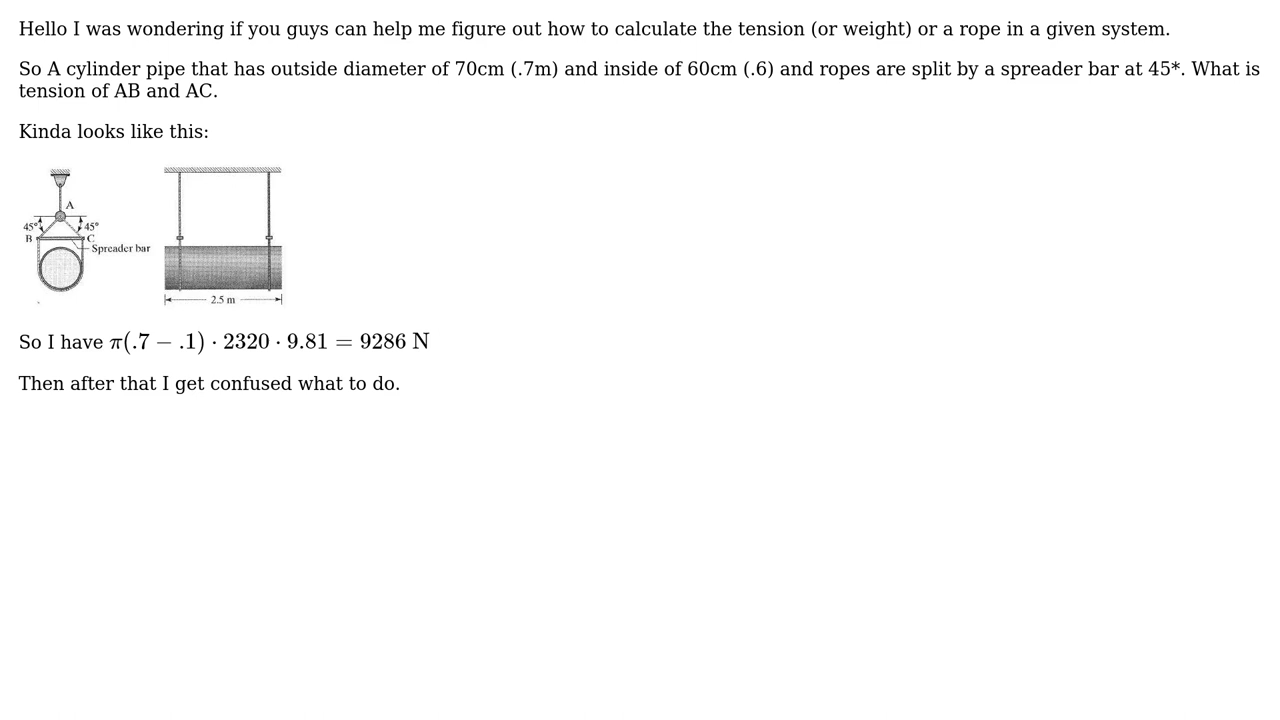 Hello I was wondering if you guys can help me figure out how to calculate the tension (or weight) or a rope in a given system.
So A cylinder pipe that has outside diameter of 70cm (.7m) and inside of 60cm (.6) and ropes are split by a spreader bar at 45*. What is
tension of AB and AC.
Kinda looks like this:
A
45°
45°
B
C
Spreader bar
2.5 m
So I have π(.7 − .1) · 2320 · 9.81 = 9286 N
Then after that I get confused what to do.